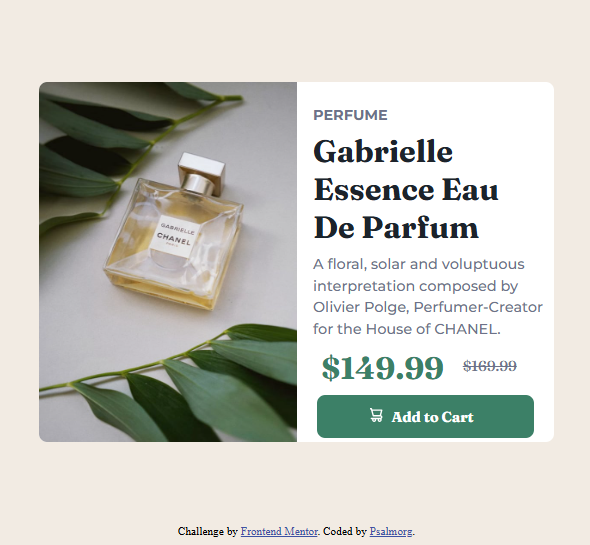 GABRIELLE
CHANEL
PARIS
PERFUME
Gabrielle
Essence Eau
De Parfum
A floral, solar and voluptuous
interpretation composed by
Olivier Polge, Perfumer-Creator
for the House of CHANEL.
$149.99 $169.99
Add to Cart
Challenge by Frontend Mentor. Coded by Psalmorg.